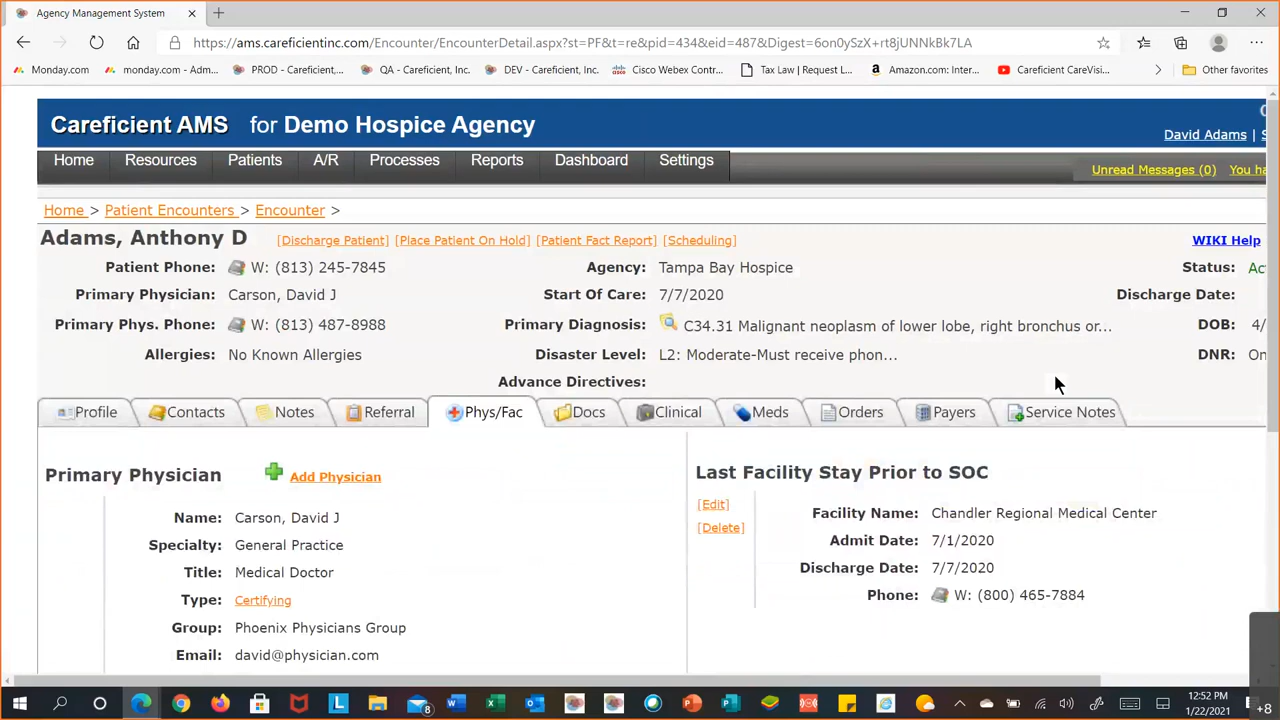 Agency Management System
https://ams.careficientinc.com/Encounter/EncounterDetail.aspx?st=PF&t=re&pid=434&eid=487&Digest=6on0ySzX+rt8jUNNkBk7LA
Monday.com monday.com - Adm... PROD - Careficient,... QA - Careficient, Inc. DEV - Careficient, Inc. Cisco Webex Contr... Tax Law | Request L... Amazon.com: Inter... Careficient CareVisi... Other favorites
Careficient AMS for Demo Hospice Agency
David Adams |
Home Resources Patients A/R Processes Reports Dashboard Settings
Unread Messages (0) You ha
Home > Patient Encounters > Encounter >
Adams, Anthony D [Discharge Patient] [Place Patient On Hold] [Patient Fact Report] [Scheduling] WIKI Help
Patient Phone: W: (813) 245-7845 Agency: Tampa Bay Hospice Status: Ac
Primary Physician: Carson, David J Start Of Care: 7/7/2020 Discharge Date:
Primary Phys. Phone: W: (813) 487-8988 Primary Diagnosis: C34.31 Malignant neoplasm of lower lobe, right bronchus or... DOB: 4/
Allergies: No Known Allergies Disaster Level: L2: Moderate-Must receive phon... DNR: On
Advance Directives:
Profile Contacts Notes Referral Phys/Fac Docs Clinical Meds Orders Payers Service Notes
Primary Physician Add Physician
Name: Carson, David J
Specialty: General Practice
Title: Medical Doctor
Type: Certifying
Group: Phoenix Physicians Group
Email: david@physician.com
Last Facility Stay Prior to SOC
[Edit]
[Delete]
Facility Name: Chandler Regional Medical Center
Admit Date: 7/1/2020
Discharge Date: 7/7/2020
Phone: W: (800) 465-7884
8
12:52 PM
1/22/2021
+8